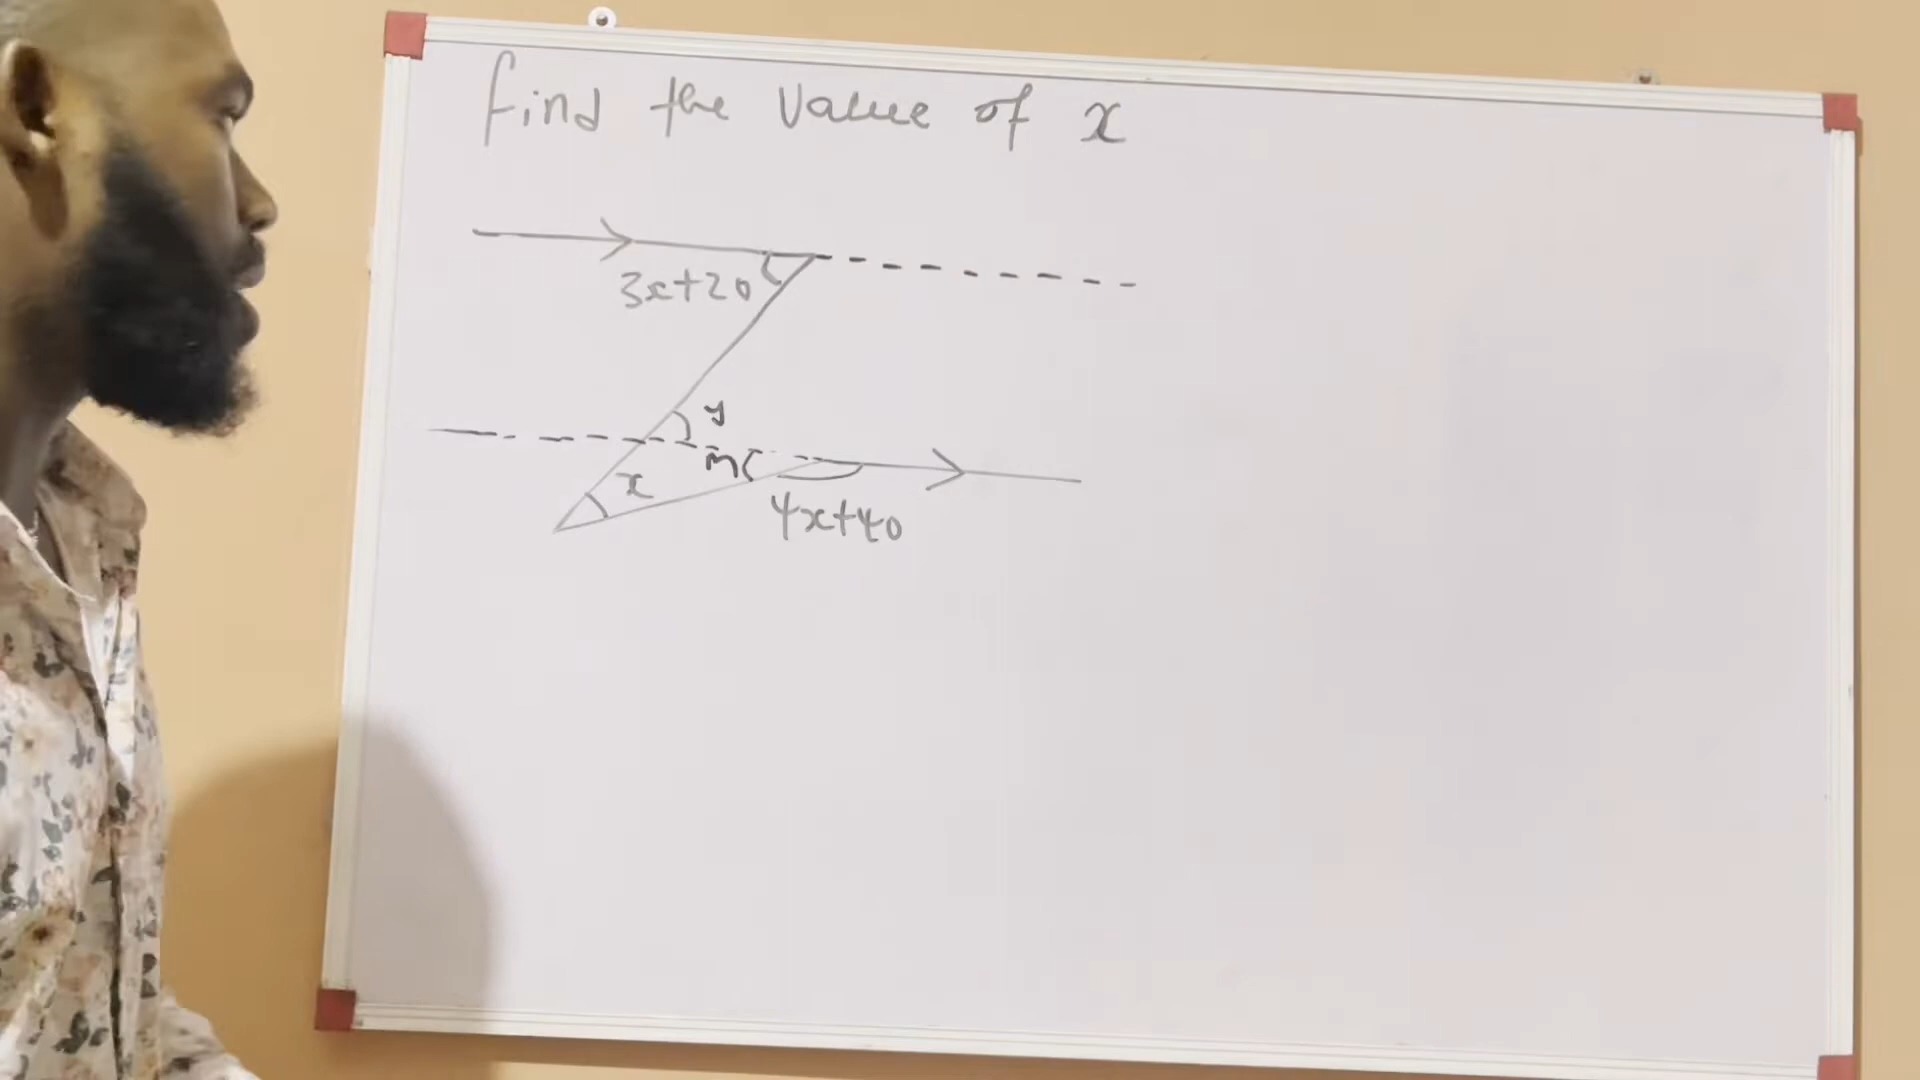 find the value of x
3x+20
y
m
x
4x+40